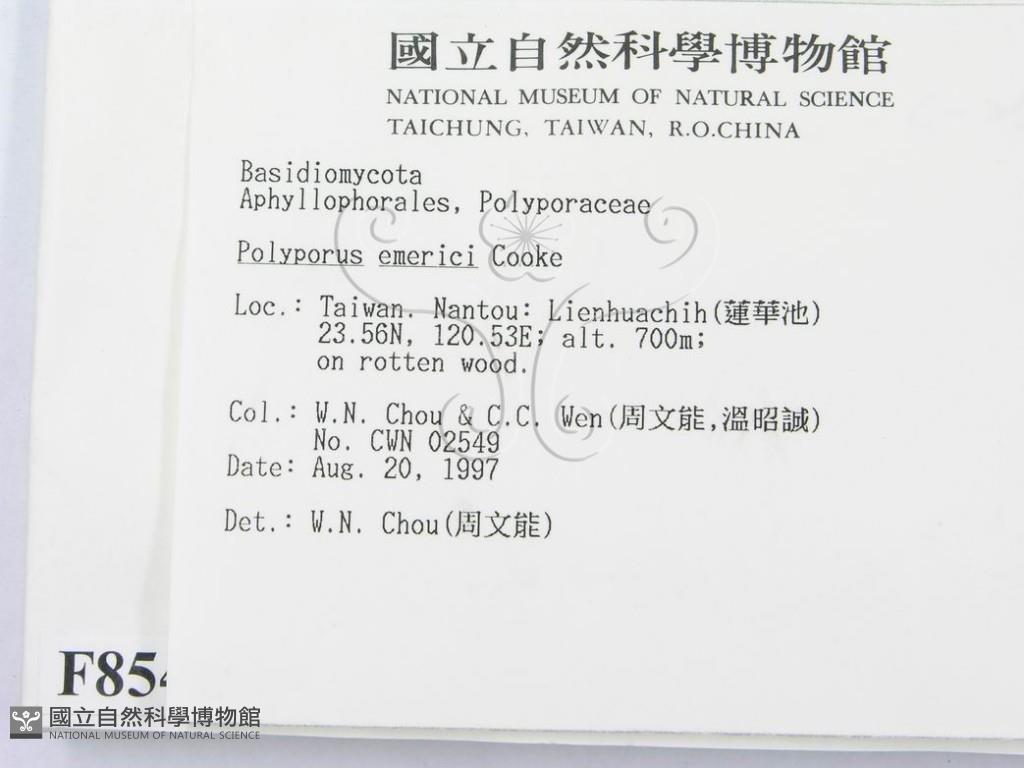 國立自然科學博物館
NATIONAL MUSEUM OF NATURAL SCIENCE
TAICHUNG, TAIWAN, R.O.CHINA
Basidiomycota
Aphyllophorales, Polyporaceae
Polyporus emerici Cooke
Loc.: Taiwan. Nantou: Lienhuachih(蓮華池)
23.56N, 120.53E; alt. 700m;
on rotten wood.
Col.: W.N. Chou & C.C. Wen(周文能,溫昭誠)
No. CWN 02549
Date: Aug. 20, 1997
Det.: W.N. Chou(周文能)
F854
國立自然科學博物館
NATIONAL MUSEUM OF NATURAL SCIENCE